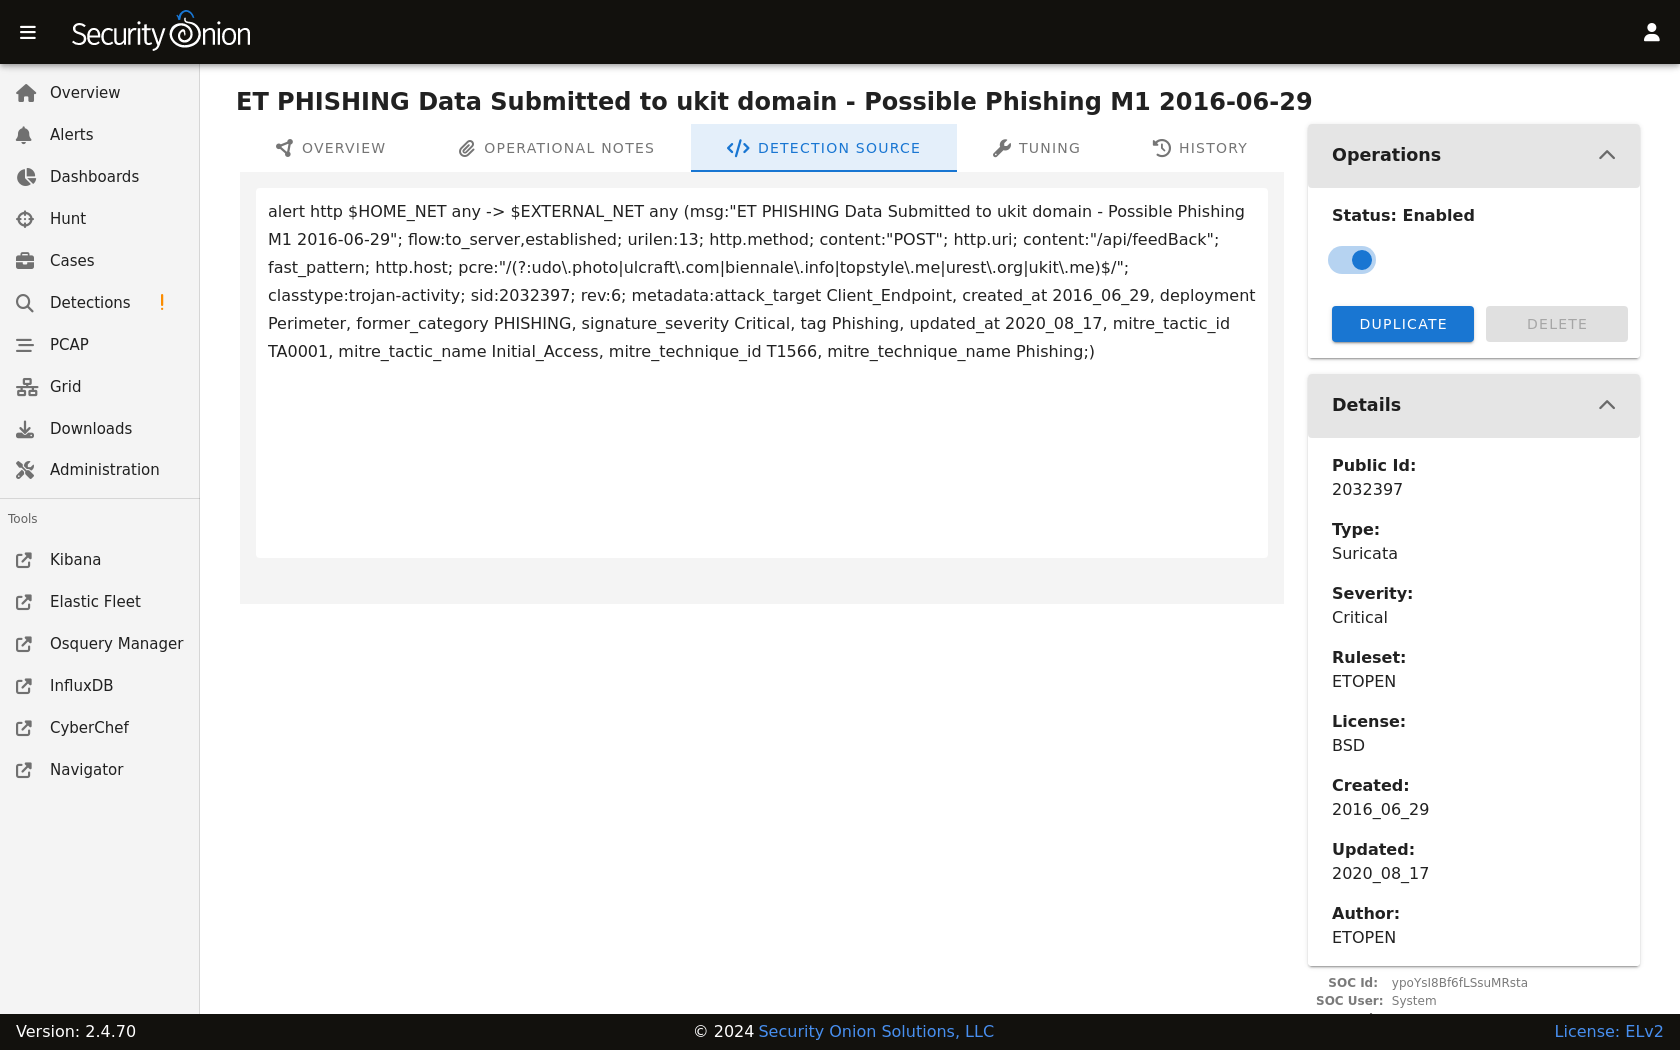 Security Onion
Overview
Alerts
Dashboards
Hunt
Cases
Detections !
PCAP
Grid
Downloads
Administration
Tools
Kibana
Elastic Fleet
Osquery Manager
InfluxDB
CyberChef
Navigator
ET PHISHING Data Submitted to ukit domain - Possible Phishing M1 2016-06-29
OVERVIEW
OPERATIONAL NOTES
DETECTION SOURCE
TUNING
HISTORY
alert http $HOME_NET any -> $EXTERNAL_NET any (msg:"ET PHISHING Data Submitted to ukit domain - Possible Phishing
M1 2016-06-29"; flow:to_server,established; urilen:13; http.method; content:"POST"; http.uri; content:"/api/feedBack";
fast_pattern; http.host; pcre:"/(?:udo\.photo|ulcraft\.com|biennale\.info|topstyle\.me|urest\.org|ukit\.me)$/";
classtype:trojan-activity; sid:2032397; rev:6; metadata:attack_target Client_Endpoint, created_at 2016_06_29, deployment
Perimeter, former_category PHISHING, signature_severity Critical, tag Phishing, updated_at 2020_08_17, mitre_tactic_id
TA0001, mitre_tactic_name Initial_Access, mitre_technique_id T1566, mitre_technique_name Phishing;)
Operations
Status: Enabled
DUPLICATE
DELETE
Details
Public Id:
2032397
Type:
Suricata
Severity:
Critical
Ruleset:
ETOPEN
License:
BSD
Created:
2016_06_29
Updated:
2020_08_17
Author:
ETOPEN
SOC Id: ypoYsI8Bf6fLSsuMRsta
SOC User: System
Version: 2.4.70
© 2024 Security Onion Solutions, LLC
License: ELv2